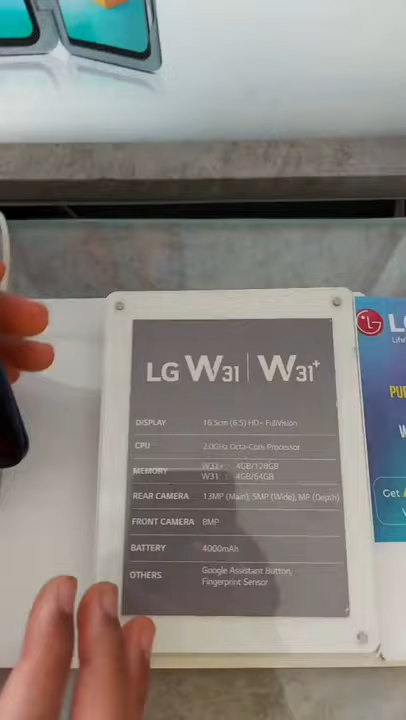 LG W31 | W31+
DISPLAY 16.5cm (6.5) HD+ FullVision
CPU 2.0GHz Octa-Core Processor
MEMORY W31+ : 4GB/128GB
W31 : 4GB/64GB
REAR CAMERA 13MP (Main), 5MP (Wide), MP (Depth)
FRONT CAMERA 8MP
BATTERY 4000mAh
OTHERS Google Assistant Button,
Fingerprint Sensor
Get